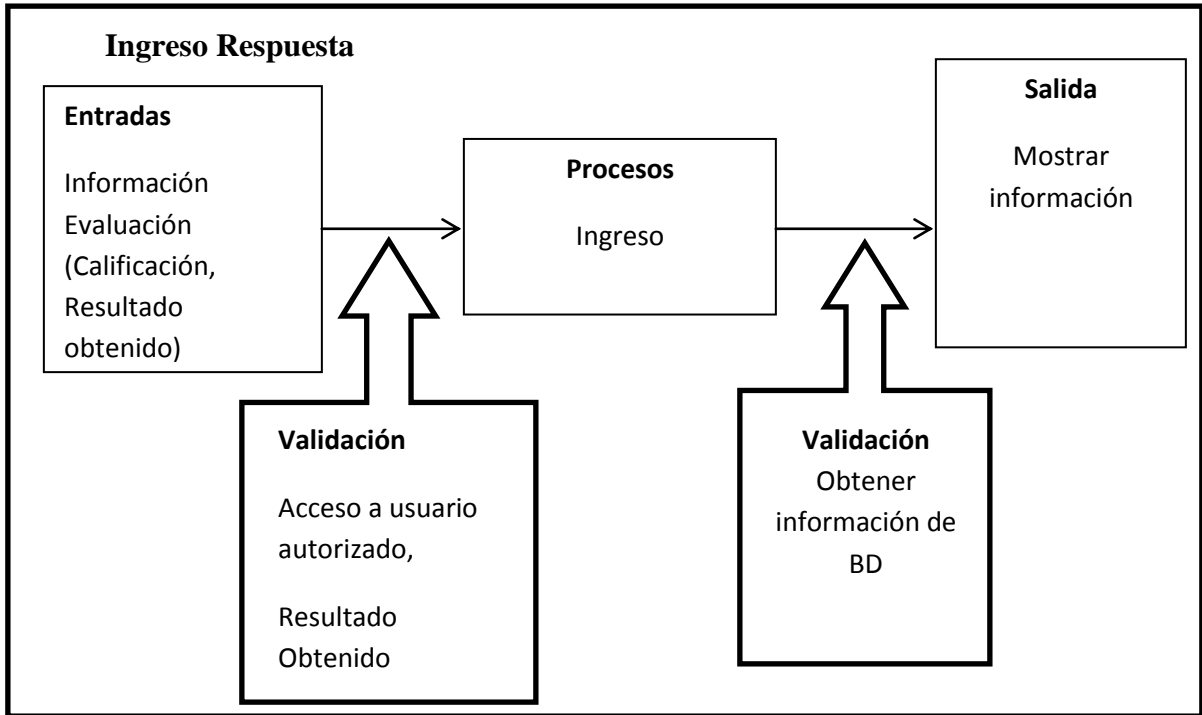 Ingreso Respuesta
Entradas
Información
Evaluación
(Calificación,
Resultado
obtenido)
Procesos
Ingreso
Salida
Mostrar
información
Validación
Acceso a usuario
autorizado,
Resultado
Obtenido
Validación
Obtener
información de
BD